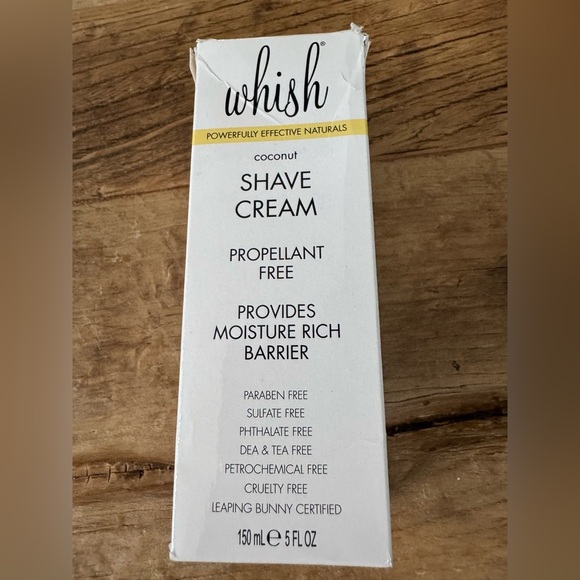 whish®
POWERFULLY EFFECTIVE NATURALS
coconut
SHAVE
CREAM
PROPELLANT
FREE
PROVIDES
MOISTURE RICH
BARRIER
PARABEN FREE
SULFATE FREE
PHTHALATE FREE
DEA & TEA FREE
PETROCHEMICAL FREE
CRUELTY FREE
LEAPING BUNNY CERTIFIED
150 mL ℮ 5 FL OZ